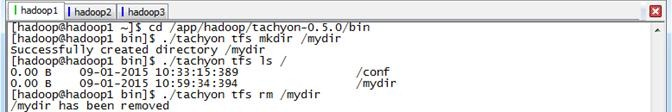 hadoop1 2 hadoop2 3 hadoop3
[hadoop@hadoop1 ~]$ cd /app/hadoop/tachyon-0.5.0/bin
[hadoop@hadoop1 bin]$ ./tachyon tfs mkdir /mydir
Successfully created directory /mydir
[hadoop@hadoop1 bin]$ ./tachyon tfs ls /
0.00 B 09-01-2015 10:33:15:389 /conf
0.00 B 09-01-2015 10:59:34:394 /mydir
[hadoop@hadoop1 bin]$ ./tachyon tfs rm /mydir
/mydir has been removed